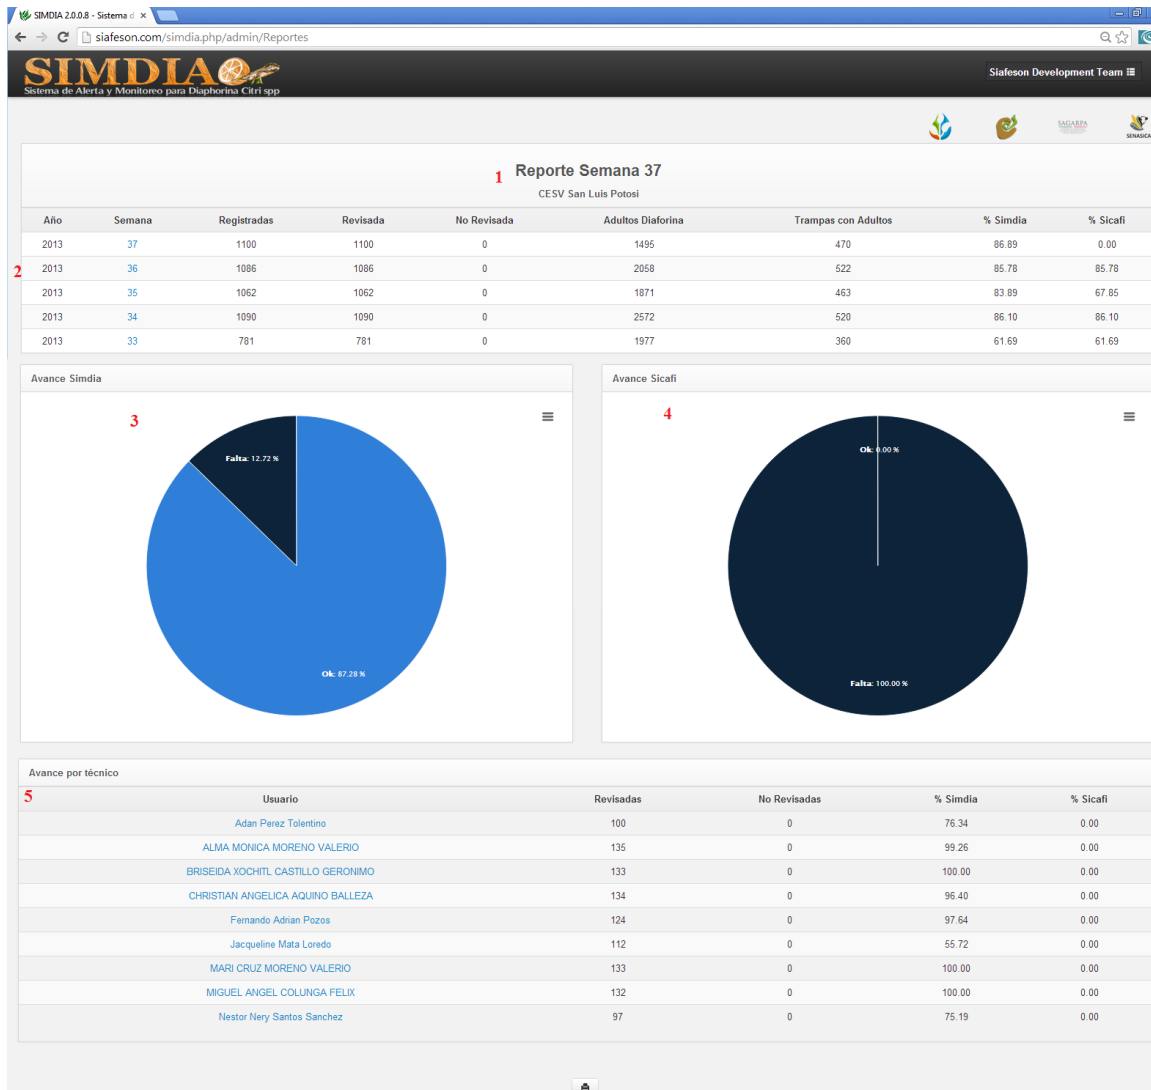 SIMDIA 2.0.0.8 - Sistema d
siafeson.com/simdia.php/admin/Reportes
SIMDIA
Sistema de Alerta y Monitoreo para Diaphorina Citri spp
Siafeson Development Team
SAGARPA
SENASICA
1 Reporte Semana 37
CESV San Luis Potosi
Año Semana Registradas Revisada No Revisada Adultos Diaforina Trampas con Adultos % Simdia % Sicafi
2013 37 1100 1100 0 1495 470 86.89 0.00
2
2013 36 1086 1086 0 2058 522 85.78 85.78
2013 35 1062 1062 0 1871 463 83.89 67.85
2013 34 1090 1090 0 2572 520 86.10 86.10
2013 33 781 781 0 1977 360 61.69 61.69
Avance Simdia
3
Falta: 12.72 %
Ok: 87.28 %
Avance Sicafi
4
Ok: 0.00 %
Falta: 100.00 %
Avance por técnico
5
Usuario Revisadas No Revisadas % Simdia % Sicafi
Adan Perez Tolentino 100 0 76.34 0.00
ALMA MONICA MORENO VALERIO 135 0 99.26 0.00
BRISEIDA XOCHITL CASTILLO GERONIMO 133 0 100.00 0.00
CHRISTIAN ANGELICA AQUINO BALLEZA 134 0 96.40 0.00
Fernando Adrian Pozos 124 0 97.64 0.00
Jacqueline Mata Loredo 112 0 55.72 0.00
MARI CRUZ MORENO VALERIO 133 0 100.00 0.00
MIGUEL ANGEL COLUNGA FELIX 132 0 100.00 0.00
Nestor Nery Santos Sanchez 97 0 75.19 0.00